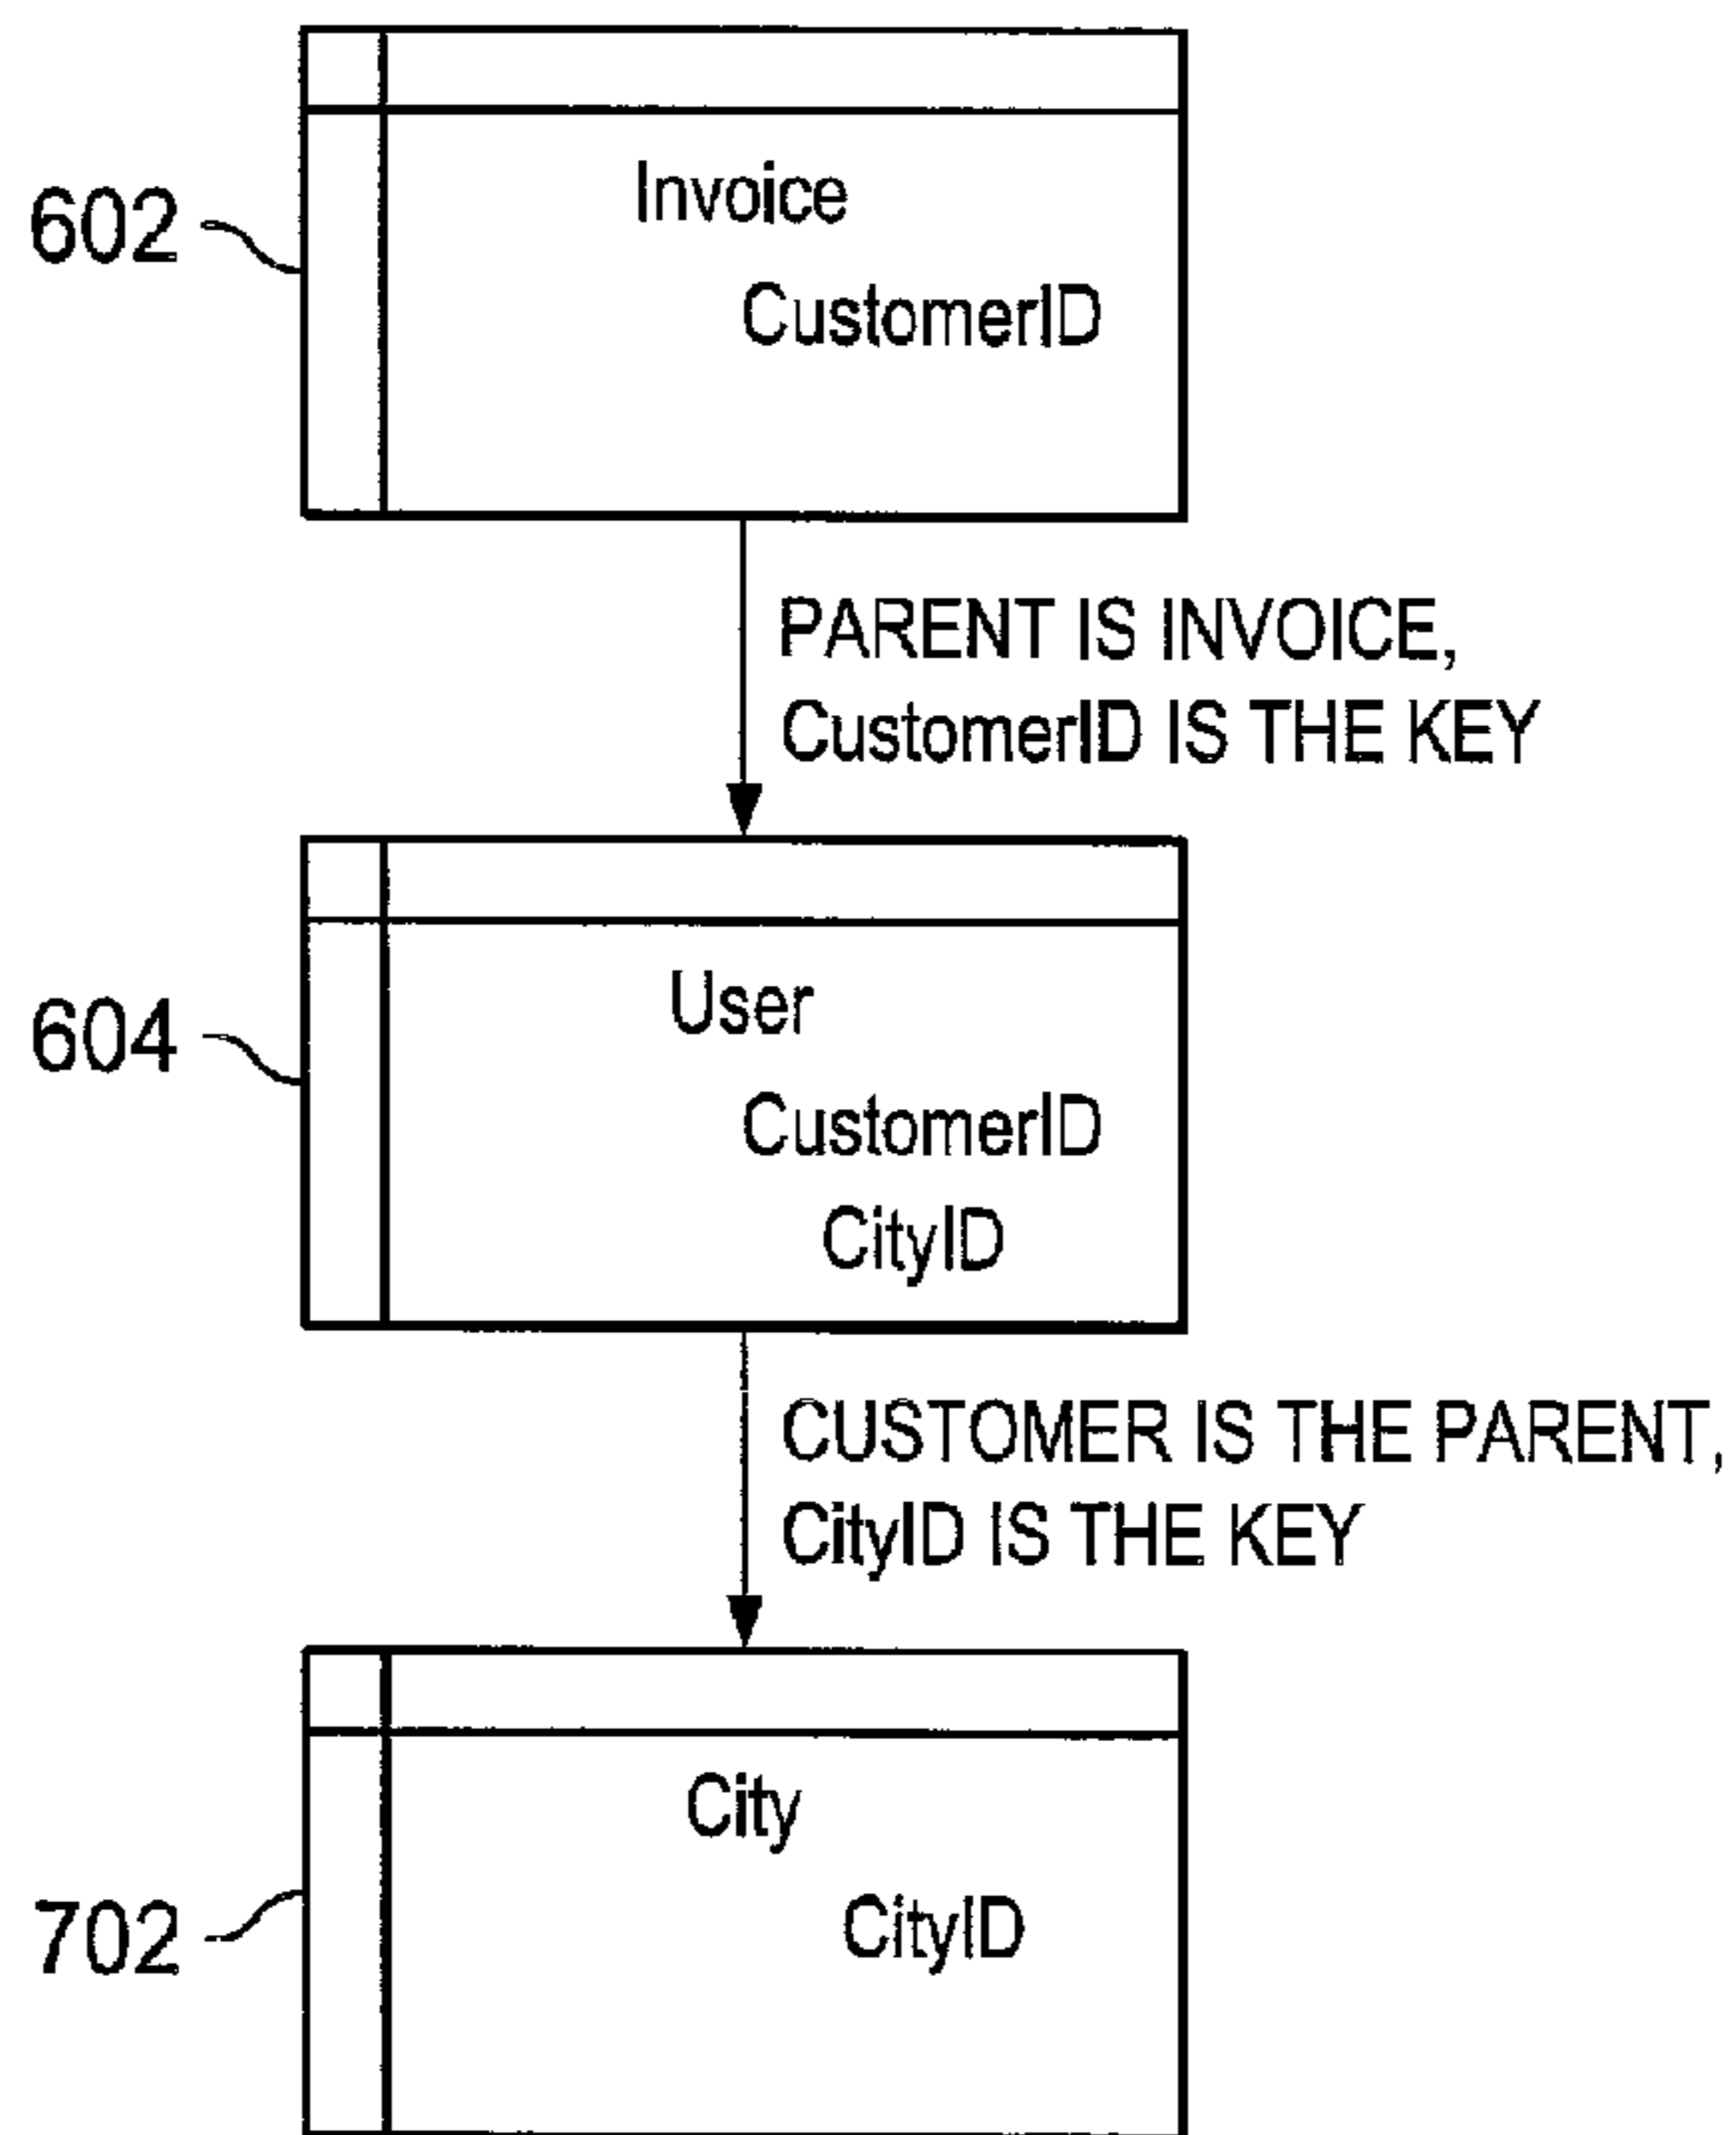 Invoice
602
CustomerID
PARENT IS INVOICE,
CustomerID IS THE KEY
User
604
CustomerID
CityID
CUSTOMER IS THE PARENT,
CityID IS THE KEY
City
702
CityID